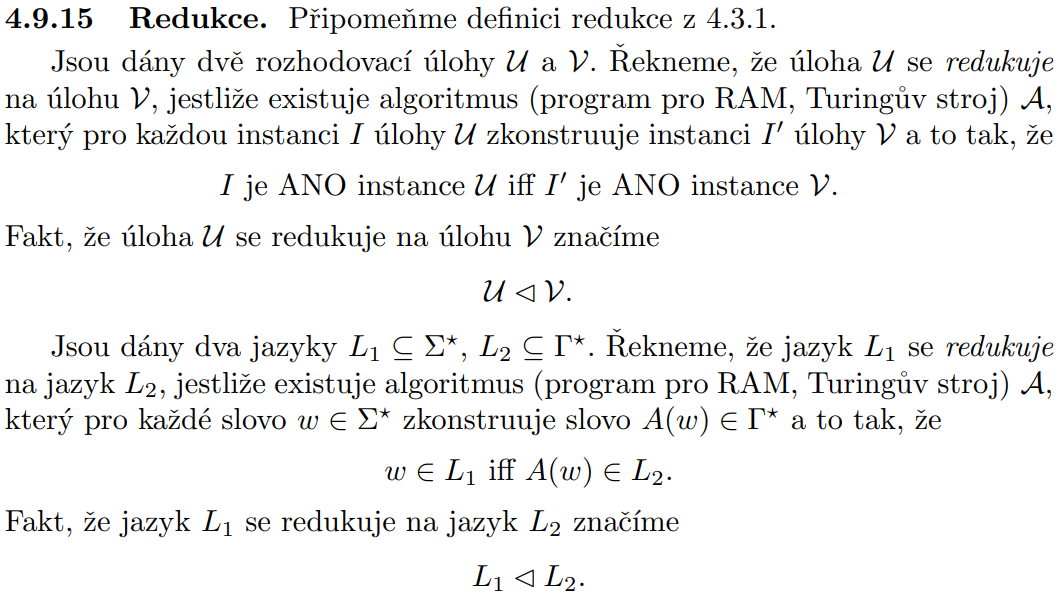 4.9.15 Redukce. Připomeňme definici redukce z 4.3.1.
Jsou dány dvě rozhodovací úlohy 𝒰 a 𝒱. Řekneme, že úloha 𝒰 se redukuje
na úlohu 𝒱, jestliže existuje algoritmus (program pro RAM, Turingův stroj) 𝒜,
který pro každou instanci I úlohy 𝒰 zkonstruuje instanci I′ úlohy 𝒱 a to tak, že
I je ANO instance 𝒰 iff I′ je ANO instance 𝒱.
Fakt, že úloha 𝒰 se redukuje na úlohu 𝒱 značíme
𝒰 ⊲ 𝒱.
Jsou dány dva jazyky L₁ ⊆ Σ⋆, L₂ ⊆ Γ⋆. Řekneme, že jazyk L₁ se redukuje
na jazyk L₂, jestliže existuje algoritmus (program pro RAM, Turingův stroj) 𝒜,
který pro každé slovo w ∈ Σ⋆ zkonstruuje slovo A(w) ∈ Γ⋆ a to tak, že
w ∈ L₁ iff A(w) ∈ L₂.
Fakt, že jazyk L₁ se redukuje na jazyk L₂ značíme
L₁ ⊲ L₂.